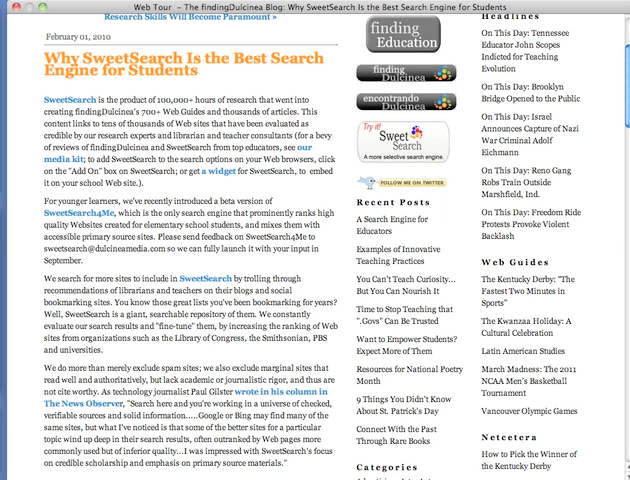 Web Tour - The findingDulcinea Blog: Why SweetSearch Is the Best Search Engine for Students
Research Skills Will Become Paramount »
February 01, 2010
Why SweetSearch Is the Best Search
Engine for Students
SweetSearch is the product of 100,000+ hours of research that went into
creating findingDulcinea's 700+ Web Guides and thousands of articles. This
content links to tens of thousands of Web sites that have been evaluated as
credible by our research experts and librarian and teacher consultants (for a bevy
of reviews of findingDulcinea and SweetSearch from top educators, see our
media kit; to add SweetSearch to the search options on your Web browsers, click
on the "Add On" box on SweetSearch; or get a widget for SweetSearch, to embed
it on your school Web site.).
For younger learners, we've recently introduced a beta version of
SweetSearch4Me, which is the only search engine that prominently ranks high
quality Websites created for elementary school students, and mixes them with
accessible primary source sites. Please send feedback on SweetSearch4Me to
sweetsearch@dulcineamedia.com so we can fully launch it with your input in
September.
We search for more sites to include in SweetSearch by trolling through
recommendations of librarians and teachers on their blogs and social
bookmarking sites. You know those great lists you've been bookmarking for years?
Well, SweetSearch is a giant, searchable repository of them. We constantly
evaluate our search results and "fine-tune" them, by increasing the ranking of Web
sites from organizations such as the Library of Congress, the Smithsonian, PBS
and universities.
We do more than merely exclude spam sites; we also exclude marginal sites that
read well and authoritatively, but lack academic or journalistic rigor, and thus are
not cite worthy. As technology journalist Paul Gilster wrote in his column in
The News Observer, "Search here and you're working in a universe of checked,
verifiable sources and solid information.....Google or Bing may find many of the
same sites, but what I've noticed is that some of the better sites for a particular
topic wind up deep in their search results, often outranked by Web pages more
commonly used but of inferior quality...I was impressed with SweetSearch's focus
on credible scholarship and emphasis on primary source materials."
finding
Education
finding
Dulcinea
encontrando
Dulcinea
Try it!
Sweet
Search
A more selective search engine.
FOLLOW ME ON TWITTER
Recent Posts
A Search Engine for
Educators
Examples of Innovative
Teaching Practices
You Can't Teach Curiosity...
But You Can Nourish It
Time to Stop Teaching that
".Govs" Can Be Trusted
Want to Empower Students?
Expect More of Them
Resources for National Poetry
Month
9 Things You Didn't Know
About St. Patrick's Day
Connect With the Past
Through Rare Books
Categories
Headlines
On This Day: Tennessee
Educator John Scopes
Indicted for Teaching
Evolution
On This Day: Brooklyn
Bridge Opened to the Public
On This Day: Israel
Announces Capture of Nazi
War Criminal Adolf
Eichmann
On This Day: Reno Gang
Robs Train Outside
Marshfield, Ind.
On This Day: Freedom Ride
Protests Provoke Violent
Backlash
Web Guides
The Kentucky Derby: "The
Fastest Two Minutes in
Sports"
The Kwanzaa Holiday: A
Cultural Celebration
Latin American Studies
March Madness: The 2011
NCAA Men's Basketball
Tournament
Vancouver Olympic Games
Netcetera
How to Pick the Winner of
the Kentucky Derby